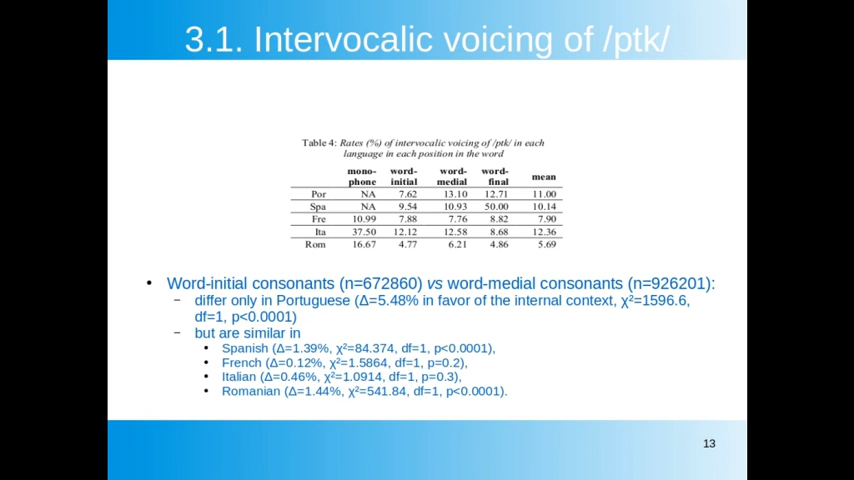 3.1. Intervocalic voicing of /ptk/
Table 4: Rates (%) of intervocalic voicing of /ptk/ in each
language in each position in the word
mono-phone word-initial word-medial word-final mean
Por NA 7.62 13.10 12.71 11.00
Spa NA 9.54 10.93 50.00 10.14
Fre 10.99 7.88 7.76 8.82 7.90
Ita 37.50 12.12 12.58 8.68 12.36
Rom 16.67 4.77 6.21 4.86 5.69
• Word-initial consonants (n=672860) vs word-medial consonants (n=926201):
– differ only in Portuguese (Δ=5.48% in favor of the internal context, χ²=1596.6,
df=1, p<0.0001)
– but are similar in
• Spanish (Δ=1.39%, χ²=84.374, df=1, p<0.0001),
• French (Δ=0.12%, χ²=1.5864, df=1, p=0.2),
• Italian (Δ=0.46%, χ²=1.0914, df=1, p=0.3),
• Romanian (Δ=1.44%, χ²=541.84, df=1, p<0.0001).
13